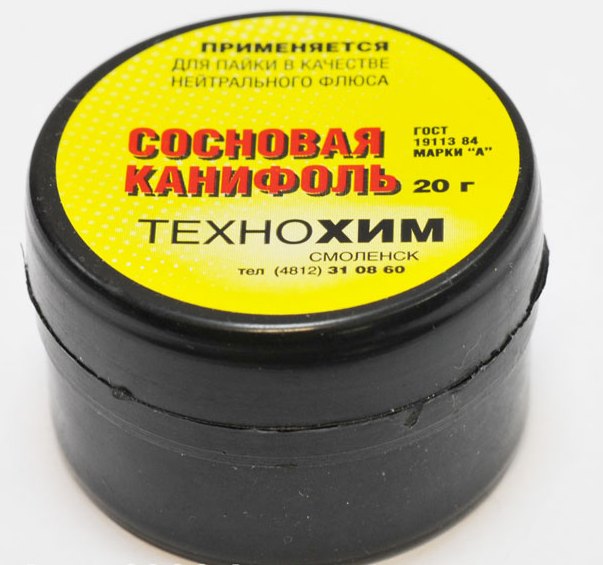 ПРИМЕНЯЕТСЯ
ДЛЯ ПАЙКИ В КАЧЕСТВЕ
НЕЙТРАЛЬНОГО ФЛЮСА
СОСНОВАЯ
КАНИФОЛЬ
ГОСТ
19113 84
МАРКИ "А"
20 г
ТЕХНОХИМ
СМОЛЕНСК
тел (4812) 31 08 60